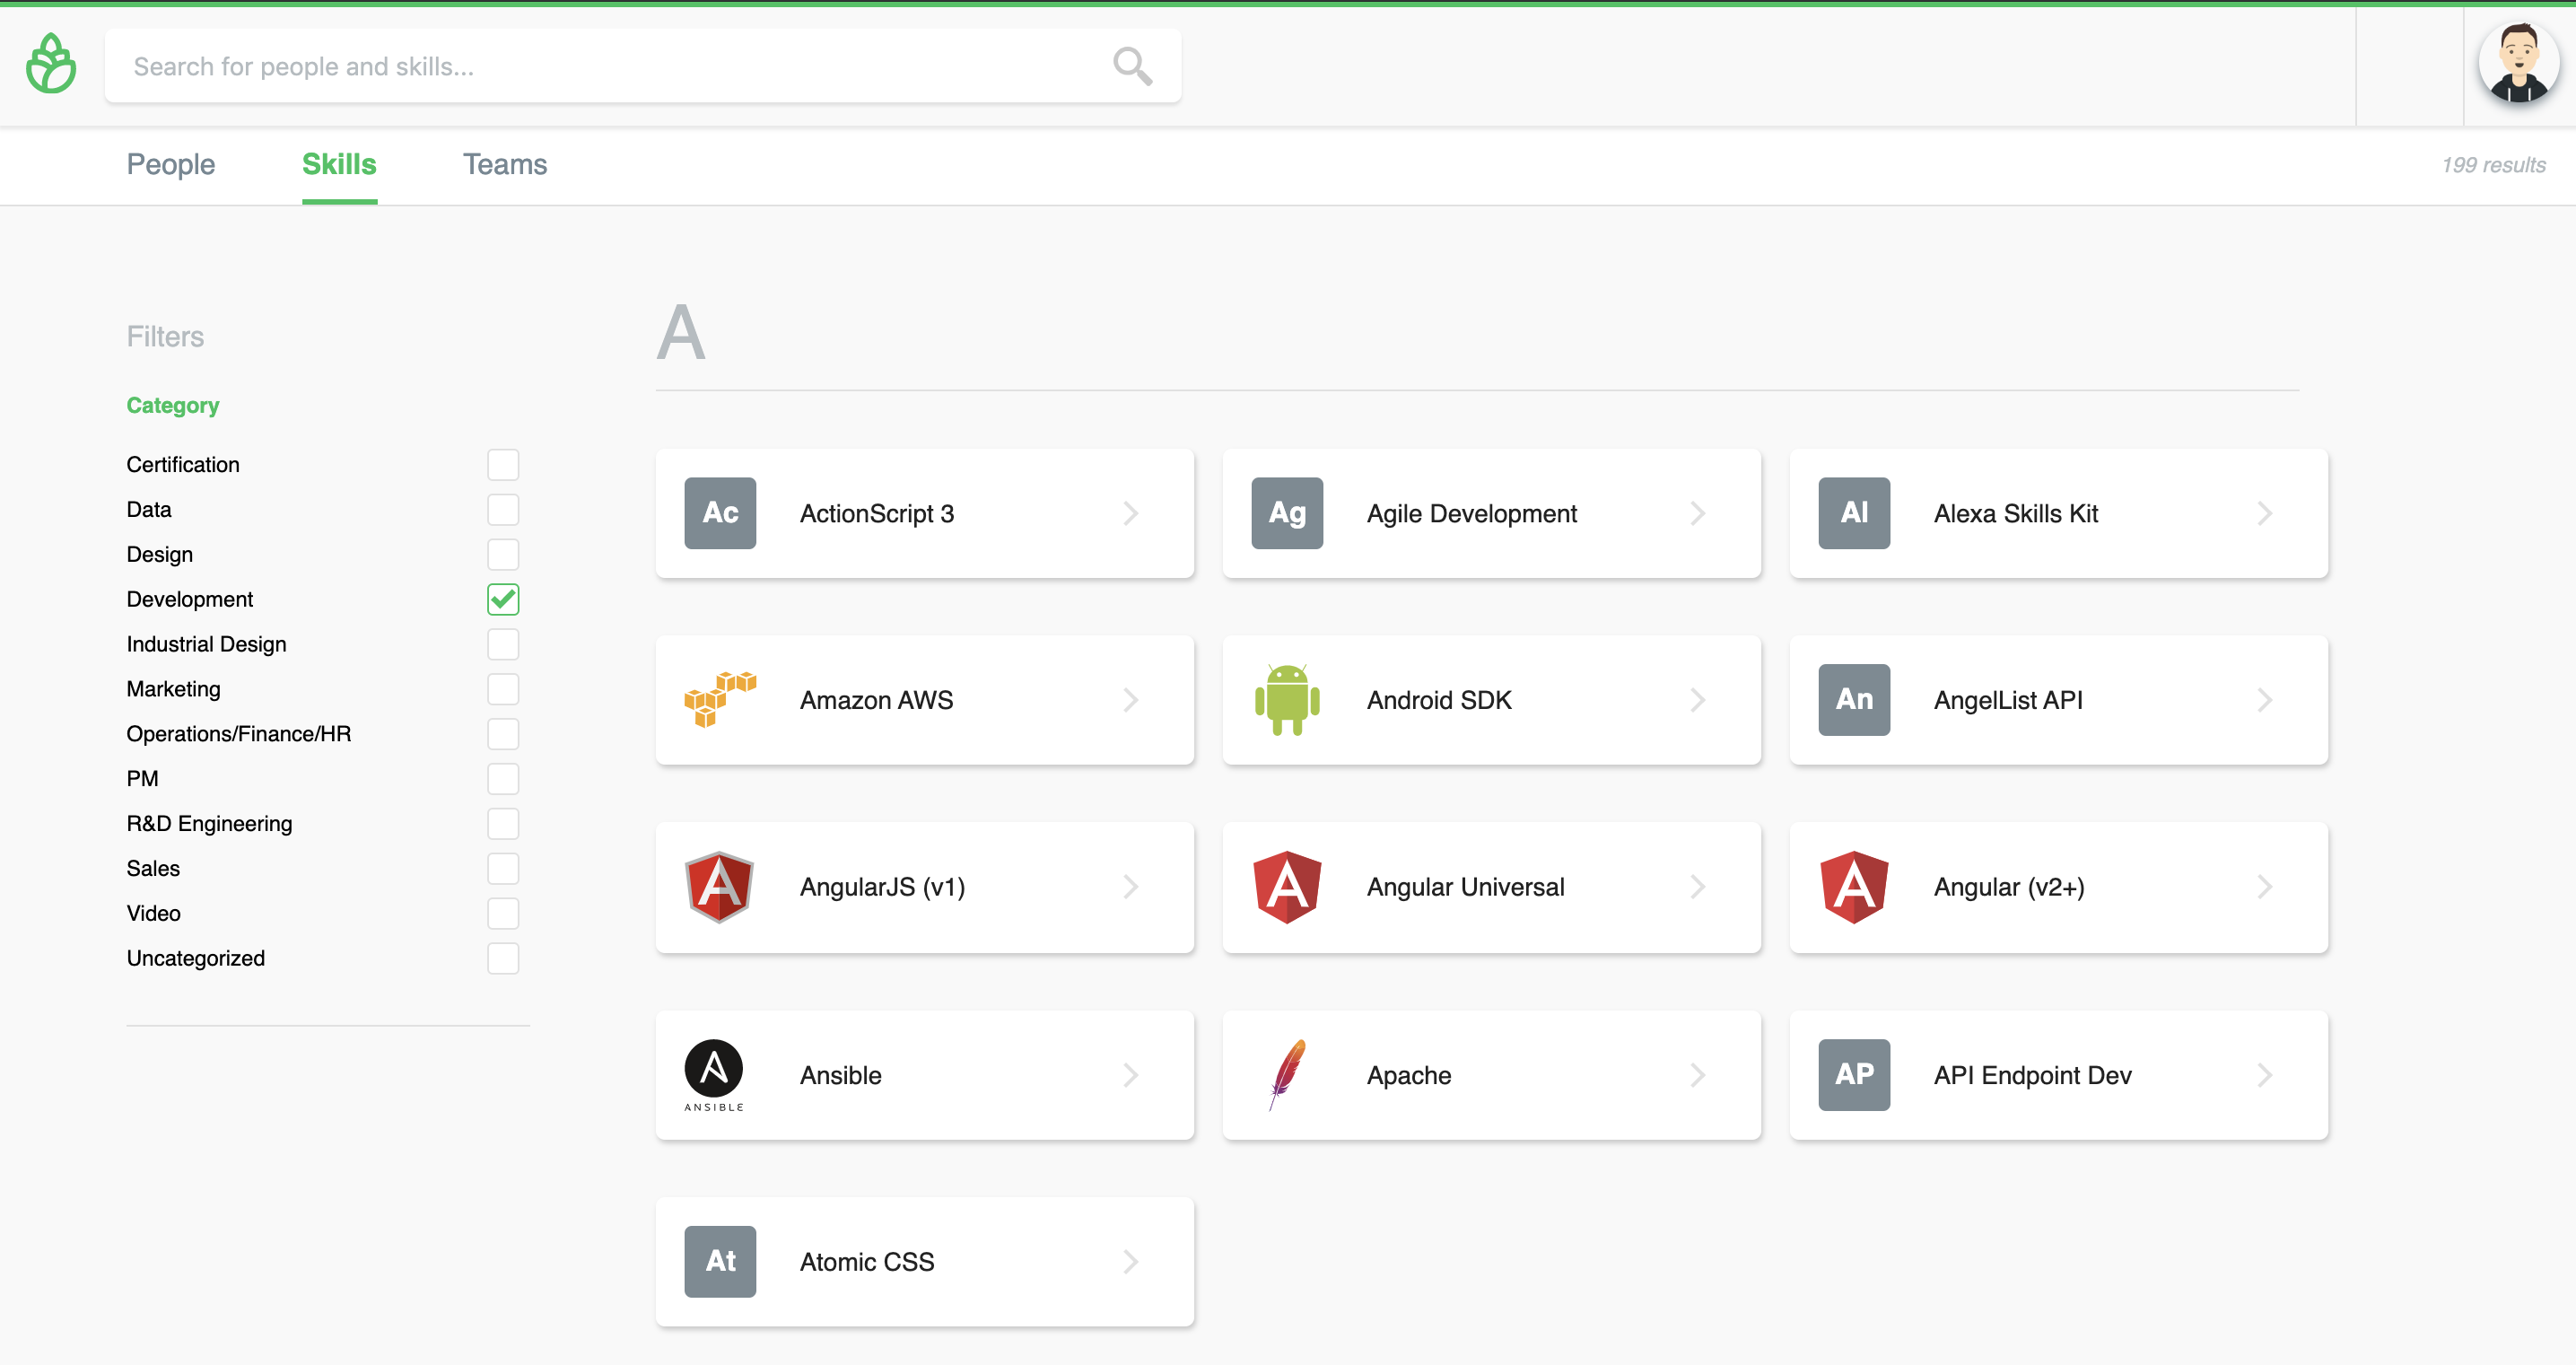 Search for people and skills...
People Skills Teams
199 results
Filters
Category
Certification
Data
Design
Development
Industrial Design
Marketing
Operations/Finance/HR
PM
R&D Engineering
Sales
Video
Uncategorized
A
Ac ActionScript 3
Ag Agile Development
Al Alexa Skills Kit
Amazon AWS
Android SDK
An AngelList API
A AngularJS (v1)
A Angular Universal
A Angular (v2+)
A ANSIBLE Ansible
Apache
AP API Endpoint Dev
At Atomic CSS